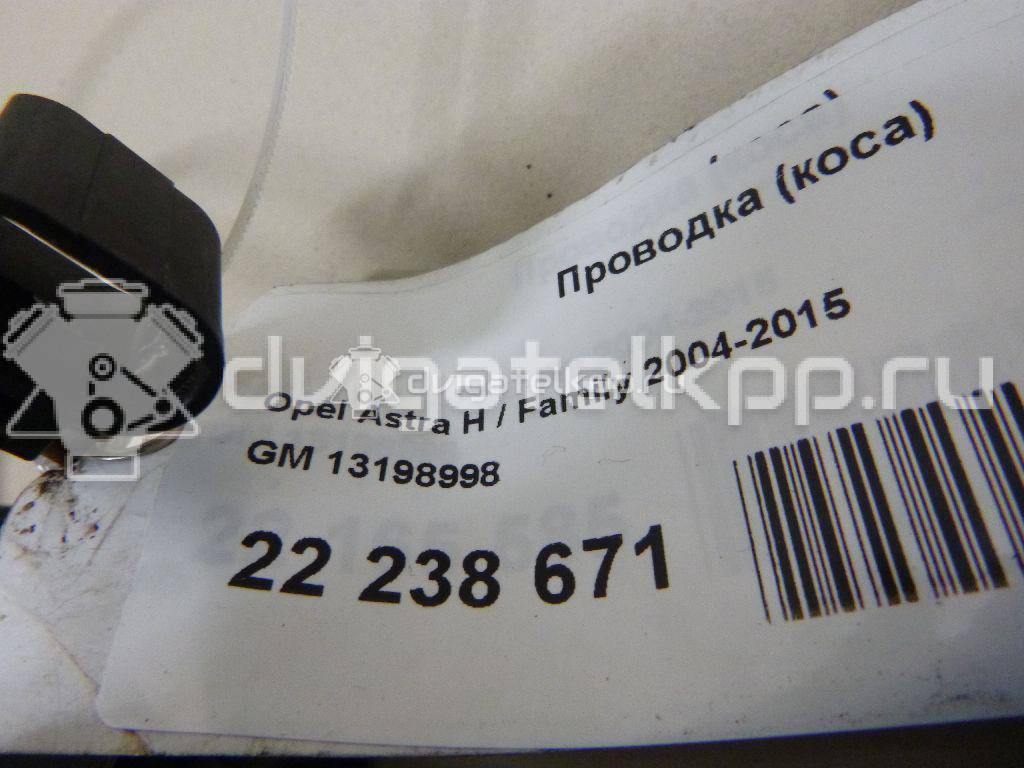 Проводка (коса)
Opel Astra H / Family 2004-2015
GM 13198998
22 238 671
dvigatelkpp.ru